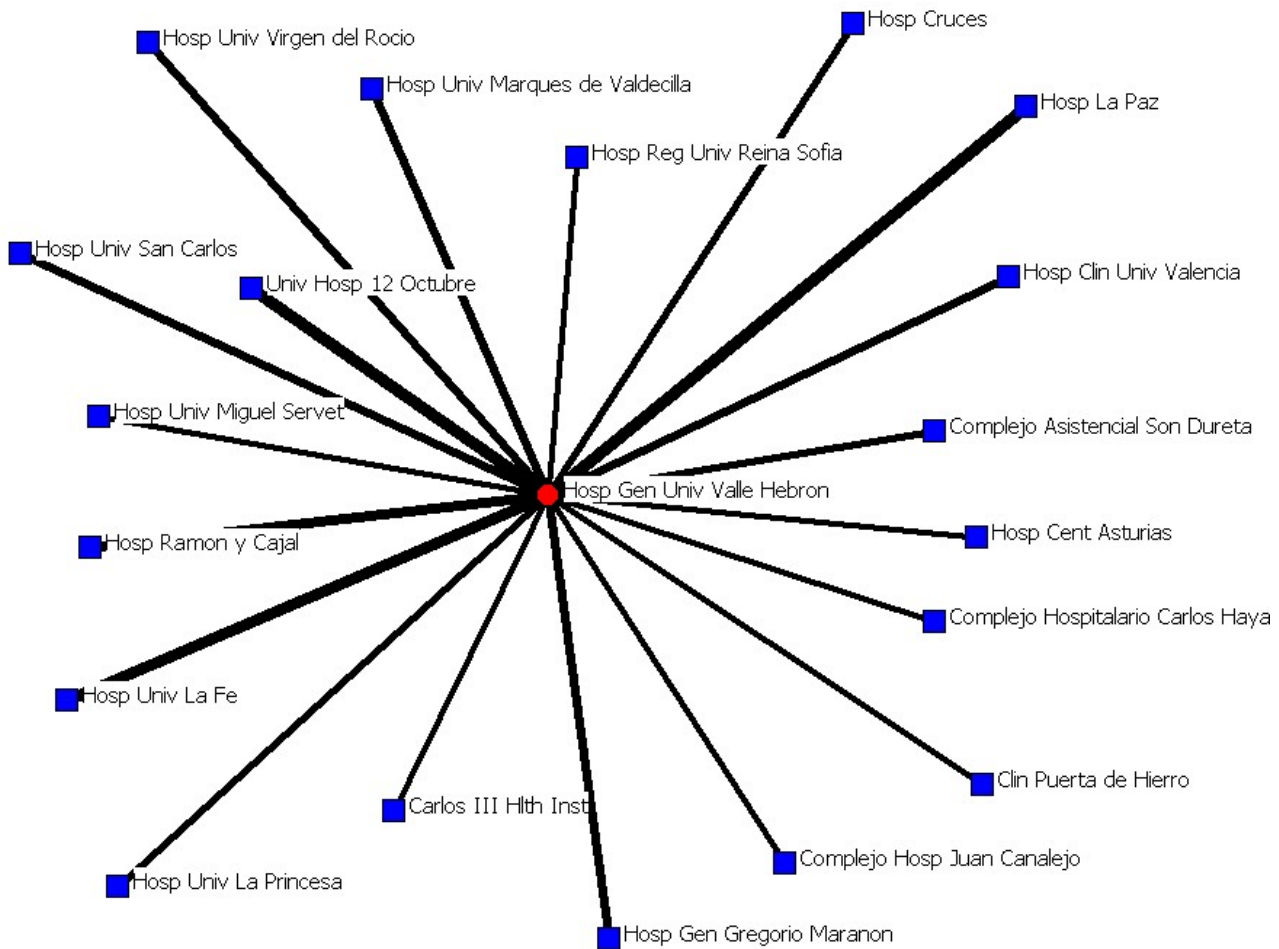 Hosp Cruces
Hosp Univ Virgen del Rocio
Hosp Univ Marques de Valdecilla
Hosp La Paz
Hosp Reg Univ Reina Sofia
Hosp Univ San Carlos
Hosp Clin Univ Valencia
Univ Hosp 12 Octubre
Hosp Univ Miguel Servet
Complejo Asistencial Son Dureta
Hosp Gen Univ Valle Hebron
Hosp Cent Asturias
Hosp Ramon y Cajal
Complejo Hospitalario Carlos Haya
Hosp Univ La Fe
Clin Puerta de Hierro
Carlos III Hlth Inst
Complejo Hosp Juan Canalejo
Hosp Univ La Princesa
Hosp Gen Gregorio Maranon